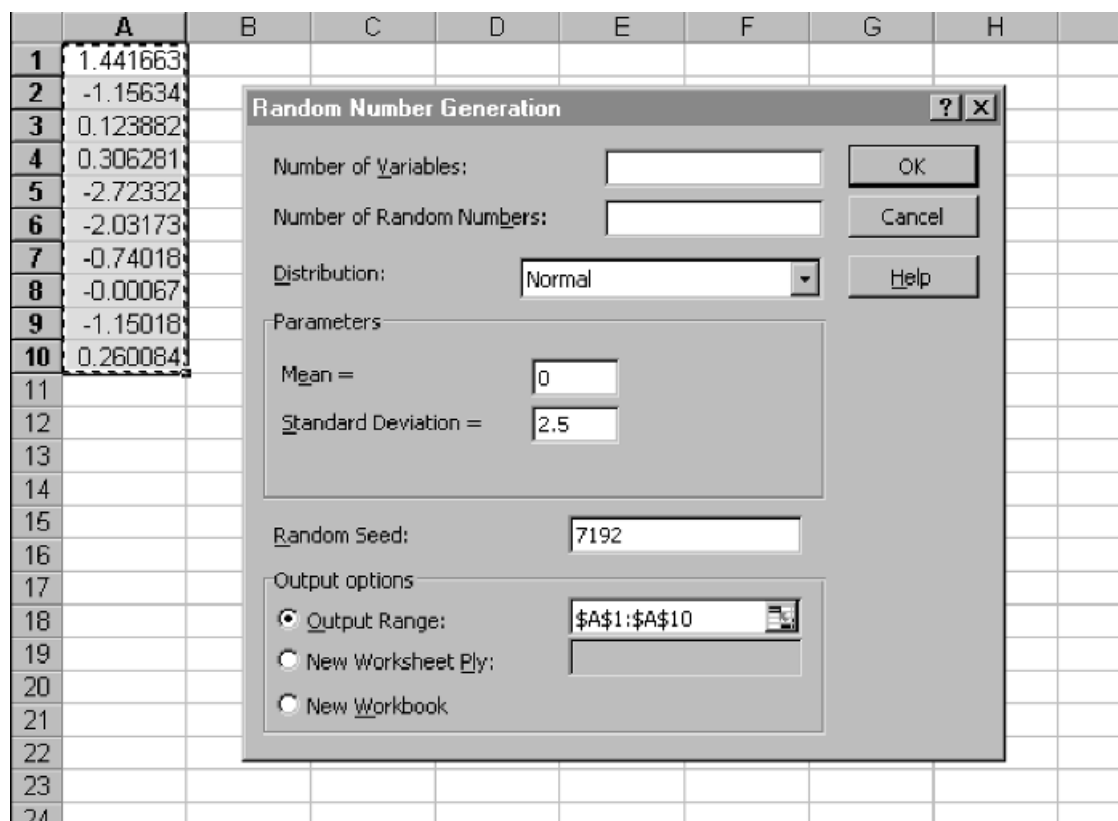 A B C D E F G H
1 1.441663
2 -1.15634
3 0.123882
4 0.306281
5 -2.72332
6 -2.03173
7 -0.74018
8 -0.00067
9 -1.15018
10 0.260084
11
12
13
14
15
16
17
18
19
20
21
22
23
24
Random Number Generation ? X
Number of Variables:
OK
Number of Random Numbers:
Cancel
Distribution: Normal
Help
Parameters
Mean = 0
Standard Deviation = 2.5
Random Seed: 7192
Output options
Output Range: $A$1:$A$10
New Worksheet Ply:
New Workbook